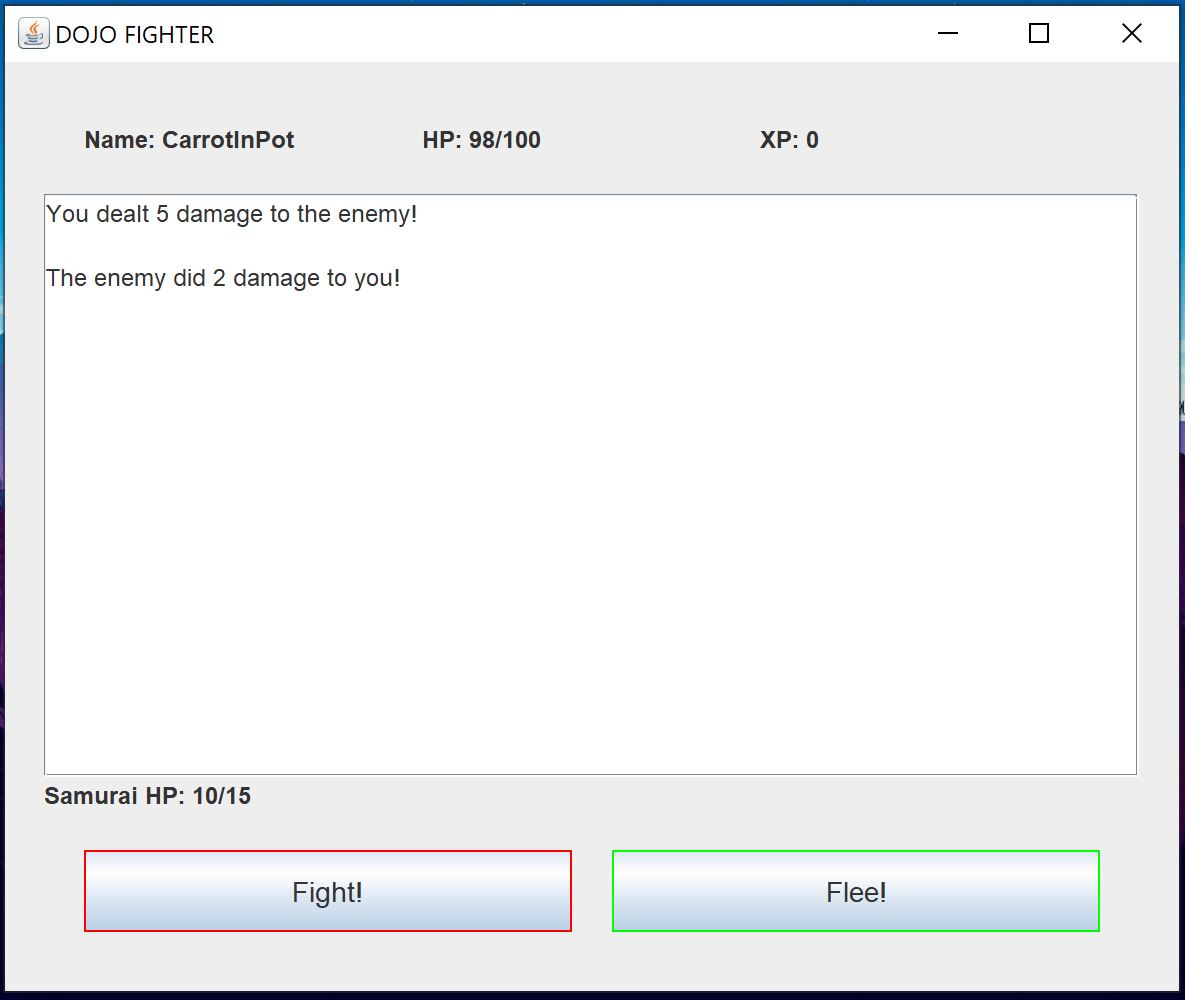 DOJO FIGHTER
Name: CarrotInPot HP: 98/100 XP: 0
You dealt 5 damage to the enemy!
The enemy did 2 damage to you!
Samurai HP: 10/15
Fight! Flee!